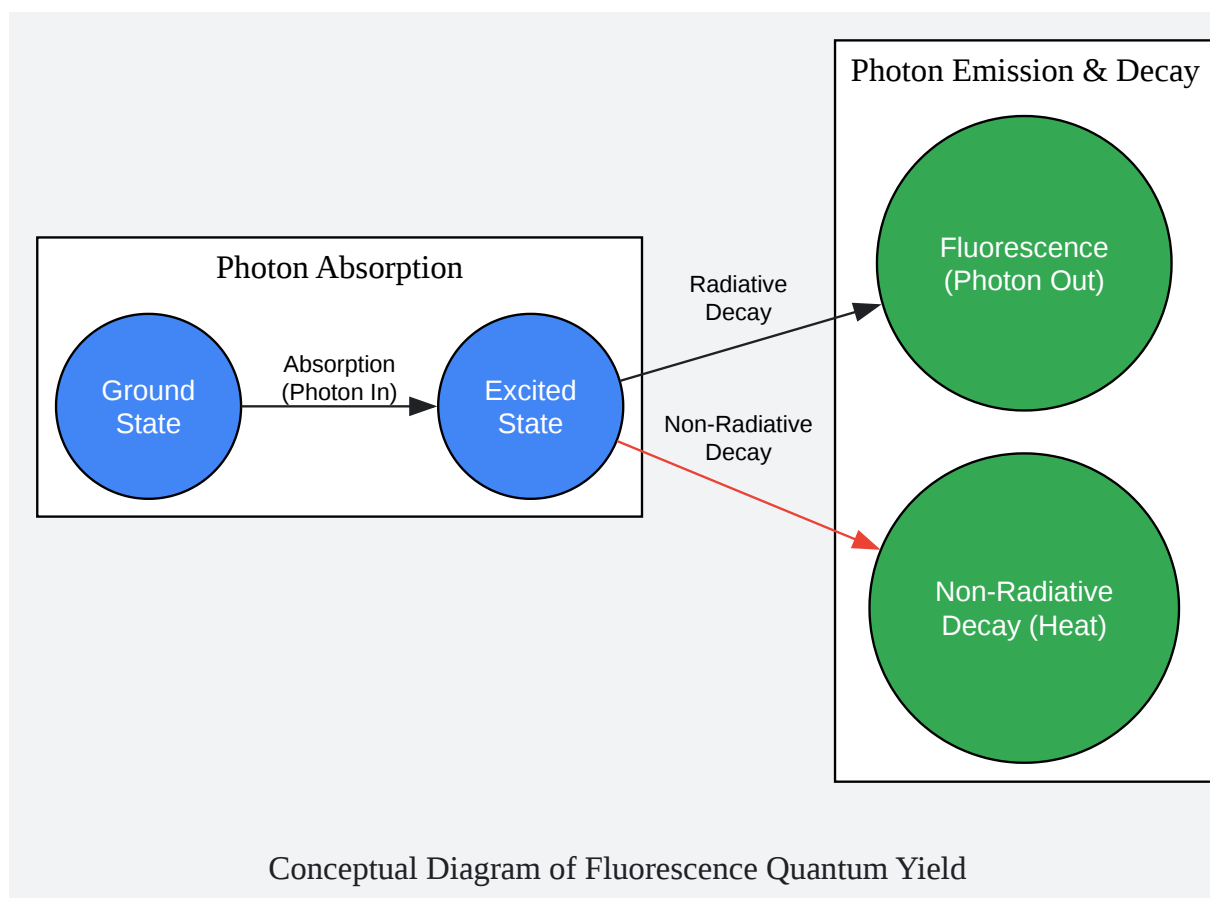 Photon Absorption
Ground
State
Absorption
(Photon In)
Excited
State
Radiative
Decay
Non-Radiative
Decay
Photon Emission & Decay
Fluorescence
(Photon Out)
Non-Radiative
Decay (Heat)
Conceptual Diagram of Fluorescence Quantum Yield